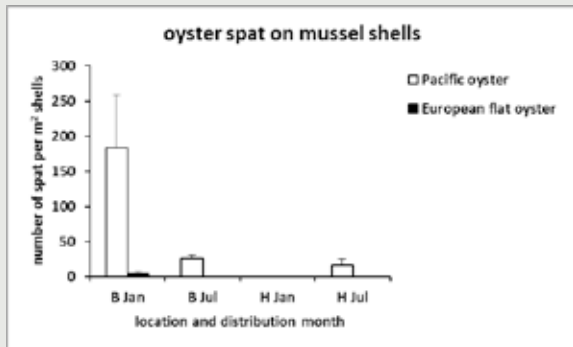 oyster spat on mussel shells
number of spat per m² shells
300
250
200
150
100
50
0
B Jan B Jul H Jan H Jul
location and distribution month
Pacific oyster
European flat oyster